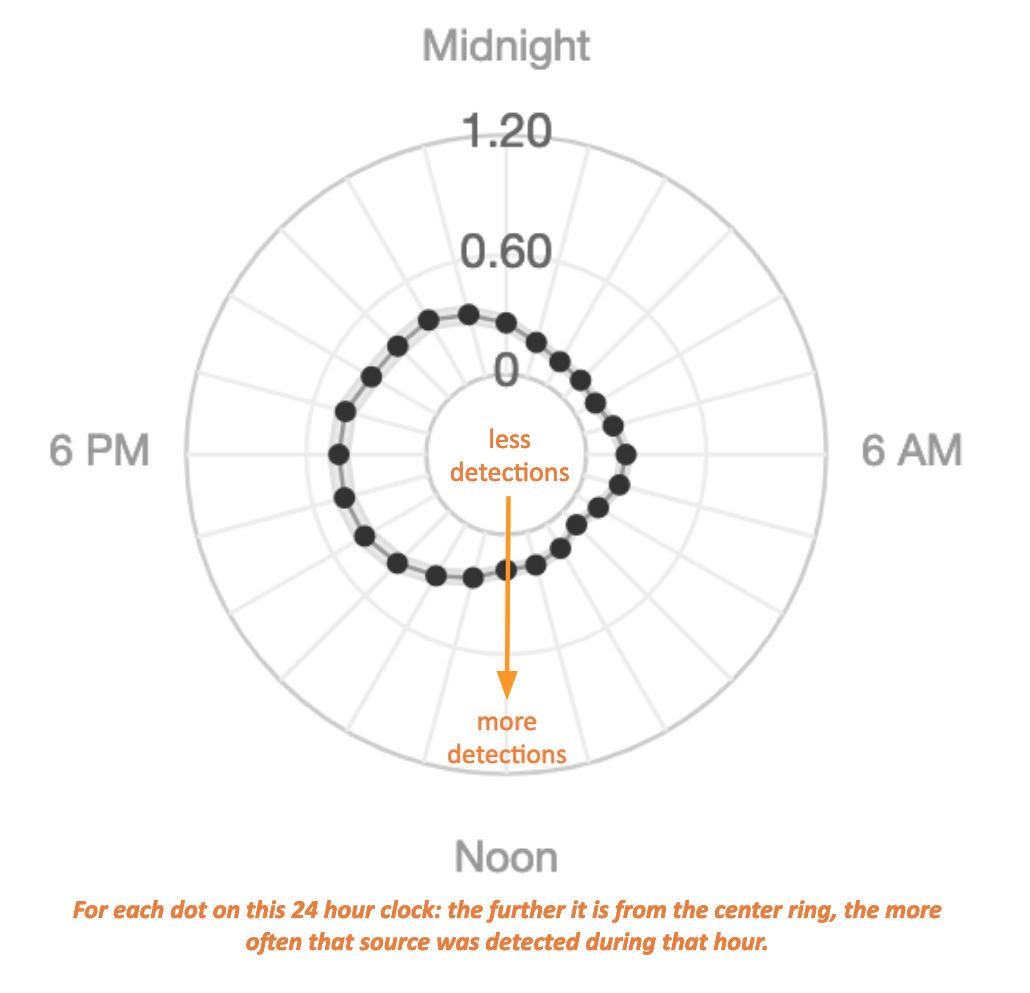 Midnight
1.20
0.60
0
less
detections
6 PM
6 AM
more
detections
Noon
For each dot on this 24 hour clock: the further it is from the center ring, the more
often that source was detected during that hour.